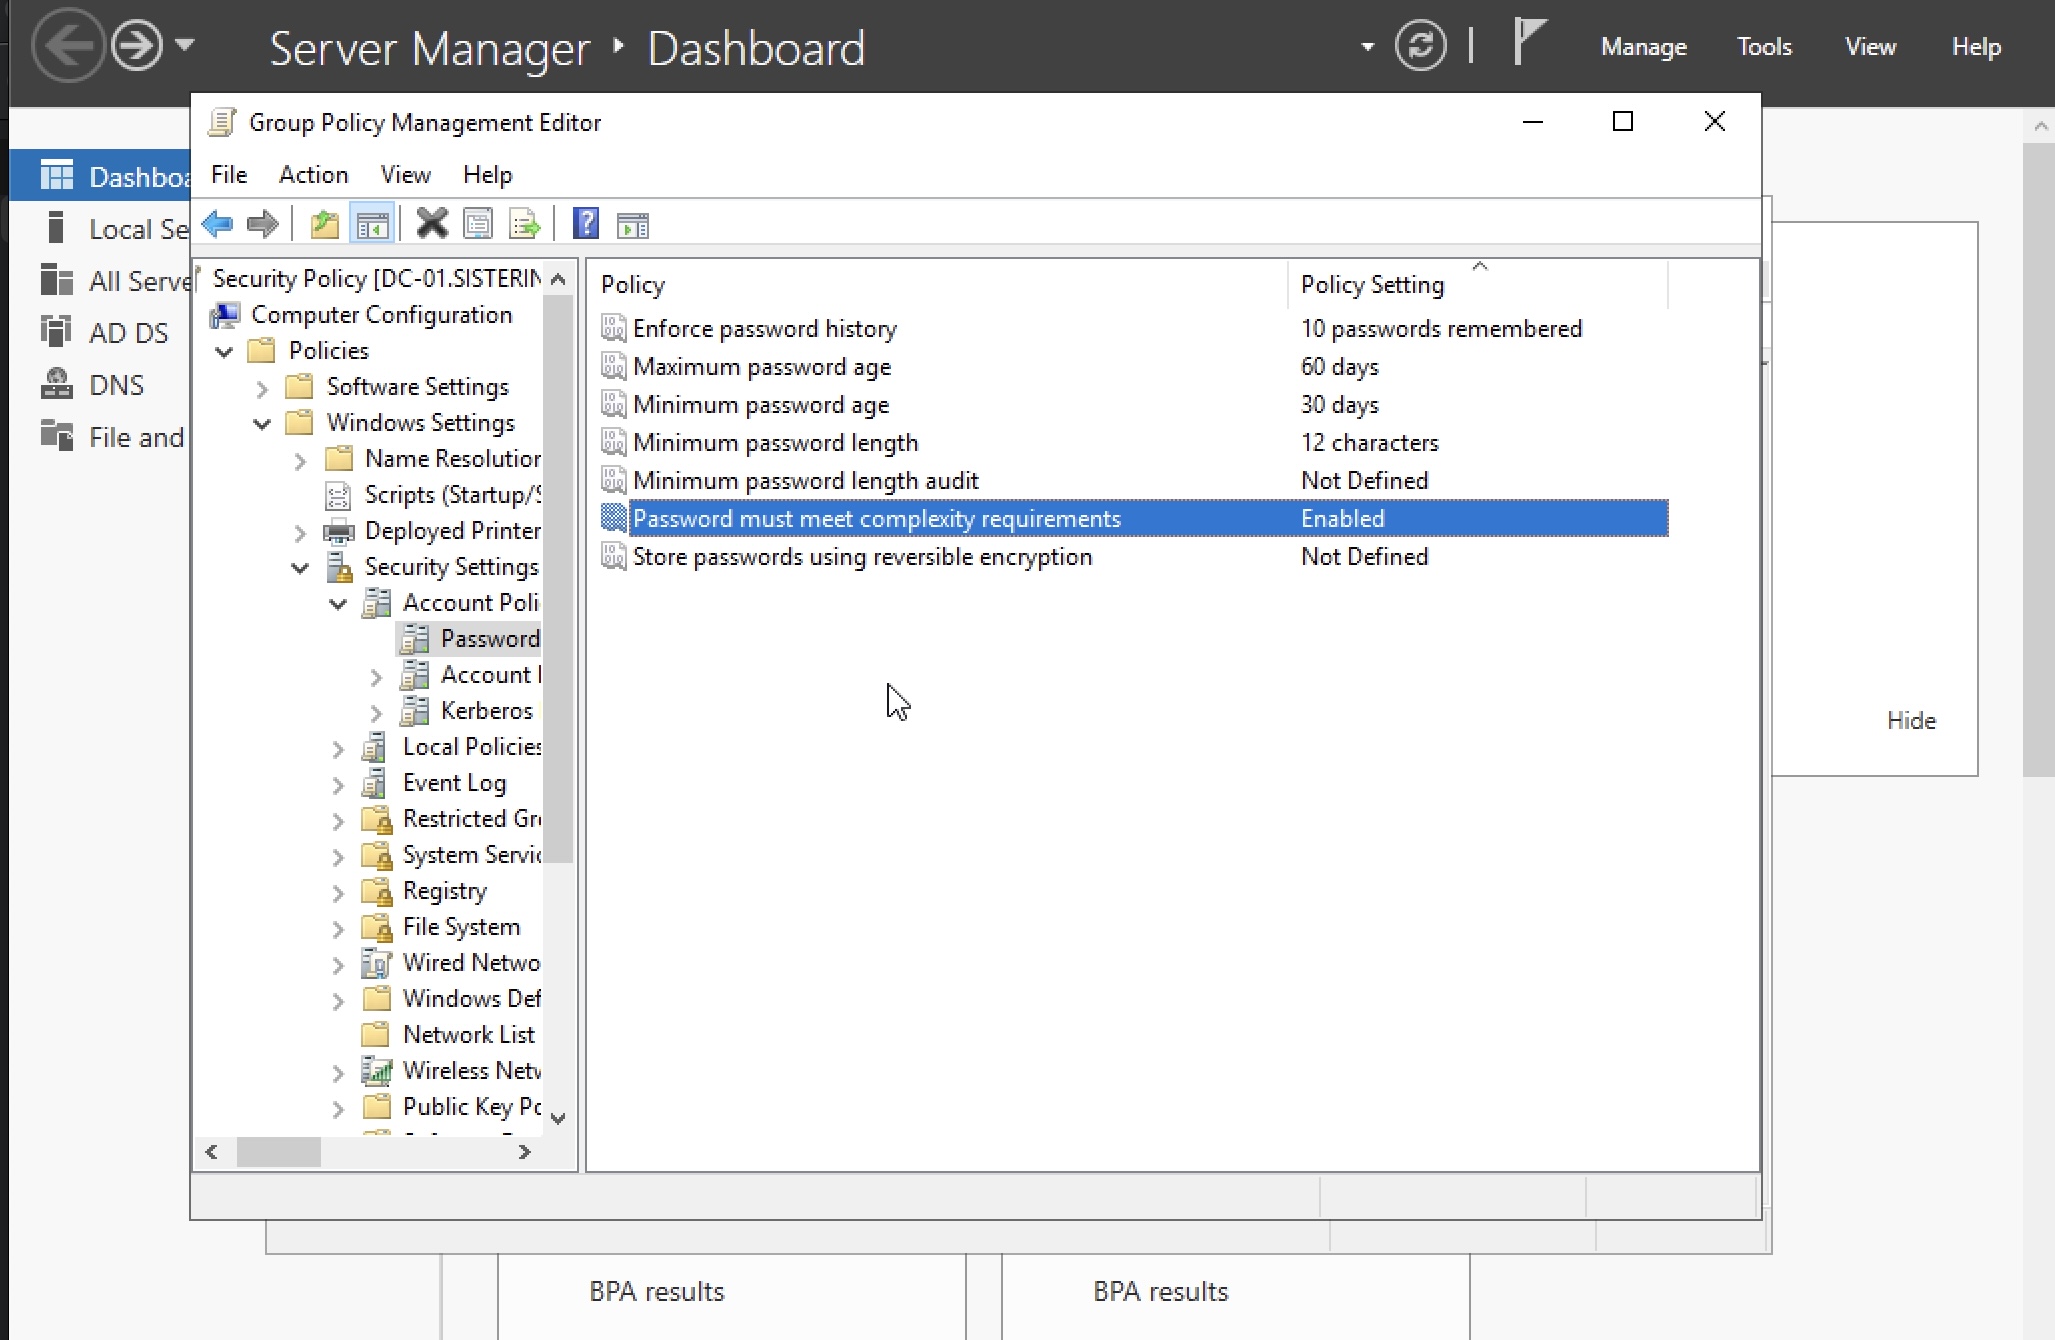 Server Manager ‣ Dashboard
Manage Tools View Help
Group Policy Management Editor
File Action View Help
Dashboa
Local Se
All Serve
AD DS
DNS
File and
Security Policy [DC-01.SISTERIN
Computer Configuration
Policies
Software Settings
Windows Settings
Name Resolution
Scripts (Startup/S
Deployed Printer
Security Settings
Account Poli
Password
Account
Kerberos
Local Policies
Event Log
Restricted Gr
System Servic
Registry
File System
Wired Netwo
Windows Def
Network List
Wireless Netw
Public Key Po
Policy Policy Setting
Enforce password history 10 passwords remembered
Maximum password age 60 days
Minimum password age 30 days
Minimum password length 12 characters
Minimum password length audit Not Defined
Password must meet complexity requirements Enabled
Store passwords using reversible encryption Not Defined
Hide
BPA results BPA results